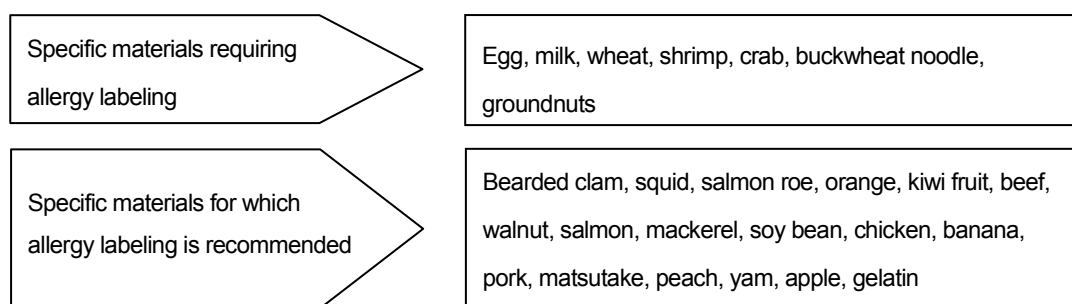 Specific materials requiring
allergy labeling
Egg, milk, wheat, shrimp, crab, buckwheat noodle,
groundnuts
Specific materials for which
allergy labeling is recommended
Bearded clam, squid, salmon roe, orange, kiwi fruit, beef,
walnut, salmon, mackerel, soy bean, chicken, banana,
pork, matsutake, peach, yam, apple, gelatin